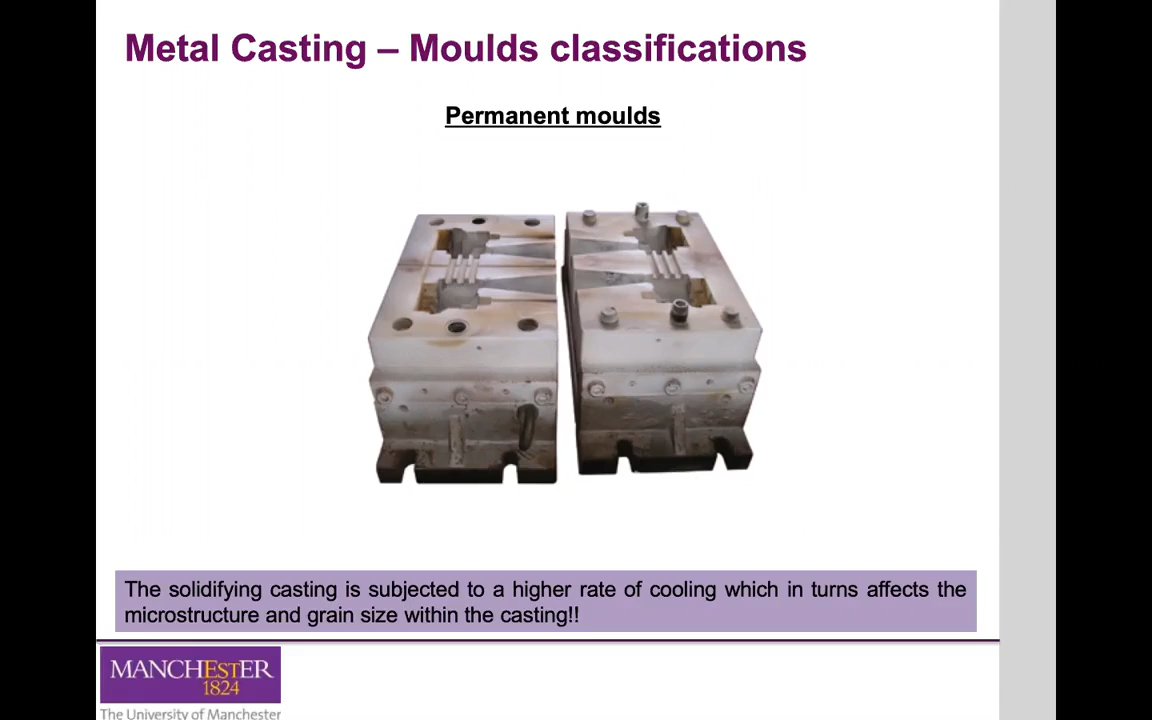 Metal Casting – Moulds classifications
Permanent moulds
The solidifying casting is subjected to a higher rate of cooling which in turns affects the
microstructure and grain size within the casting!!
MANCHESTER
1824
The University of Manchester